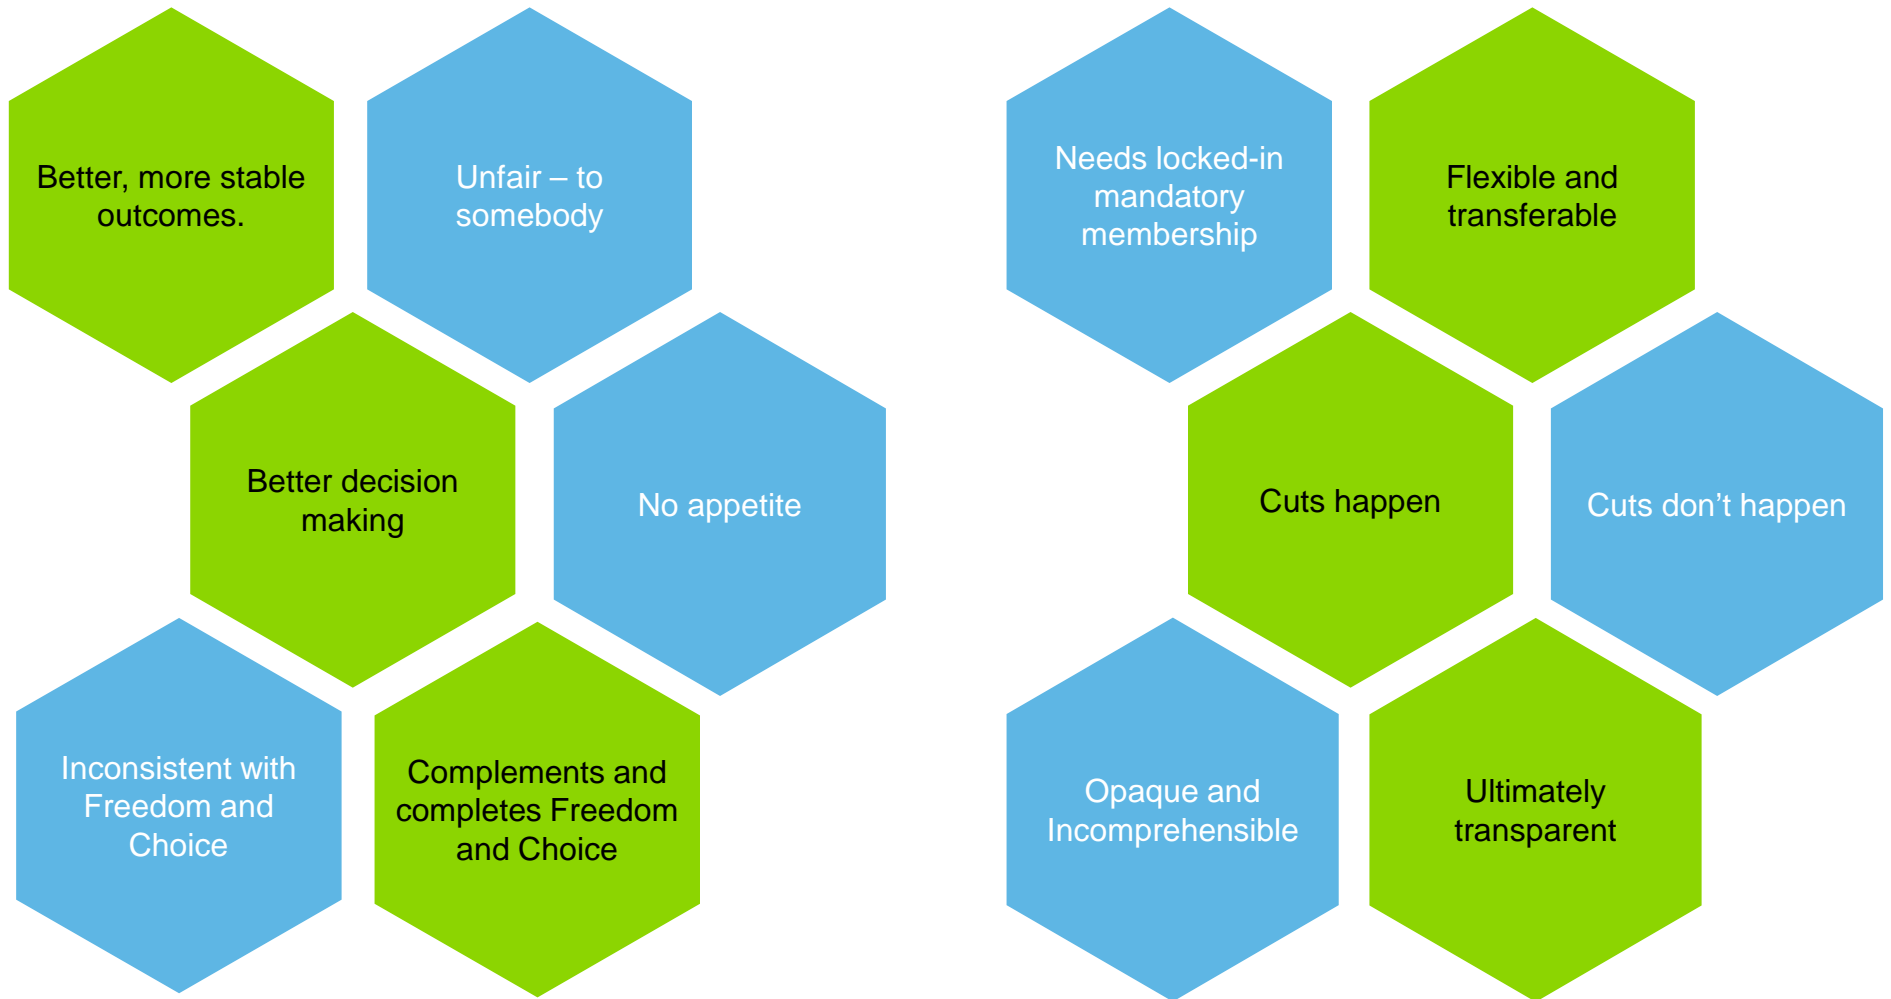 Better, more stable
outcomes.
Unfair – to
somebody
Better decision
making
No appetite
Inconsistent with
Freedom and
Choice
Complements and
completes Freedom
and Choice
Needs locked-in
mandatory
membership
Flexible and
transferable
Cuts happen
Cuts don’t happen
Opaque and
Incomprehensible
Ultimately
transparent